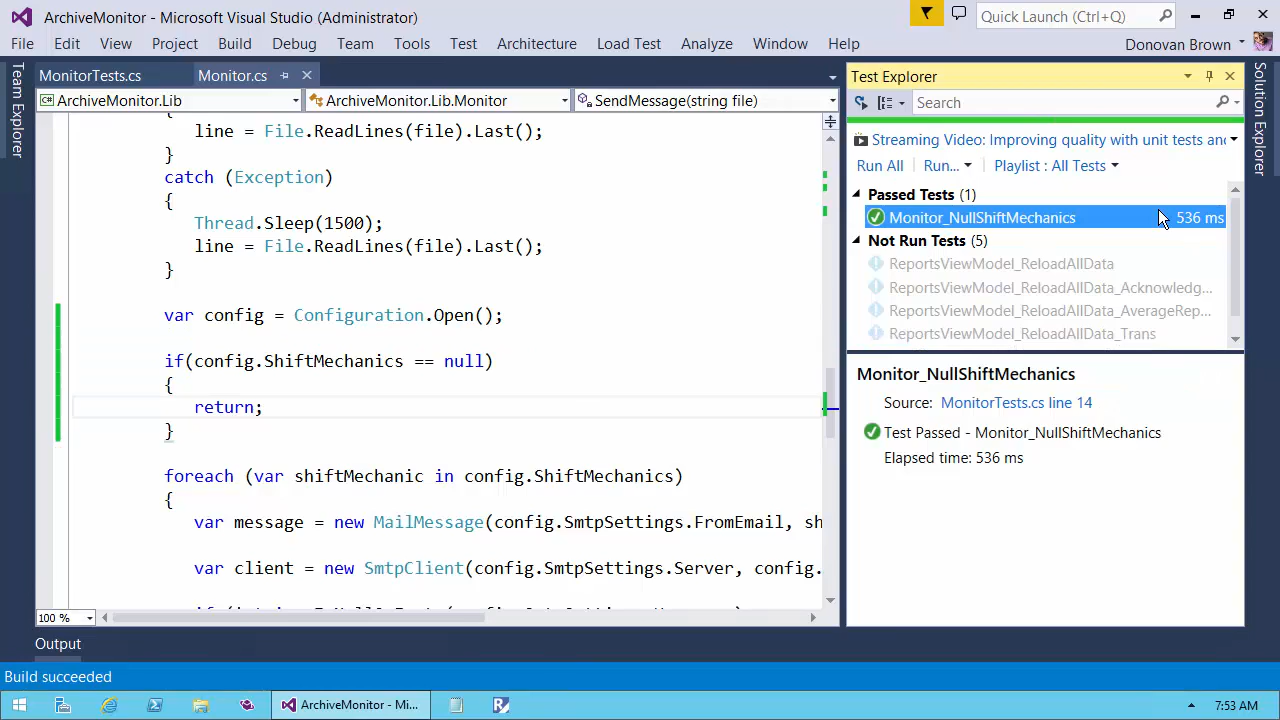 ArchiveMonitor - Microsoft Visual Studio (Administrator)
Quick Launch (Ctrl+Q)
File Edit View Project Build Debug Team Tools Test Architecture Load Test Analyze Window Help
Donovan Brown
Team Explorer
MonitorTests.cs Monitor.cs
ArchiveMonitor.Lib ArchiveMonitor.Lib.Monitor SendMessage(string file)
{
line = File.ReadLines(file).Last();
}
catch (Exception)
{
Thread.Sleep(1500);
line = File.ReadLines(file).Last();
}
var config = Configuration.Open();
if(config.ShiftMechanics == null)
{
return;
}
foreach (var shiftMechanic in config.ShiftMechanics)
{
var message = new MailMessage(config.SmtpSettings.FromEmail, sh
var client = new SmtpClient(config.SmtpSettings.Server, config.
100 %
Test Explorer
Search
Streaming Video: Improving quality with unit tests and
Run All Run... Playlist : All Tests
Passed Tests (1)
Monitor_NullShiftMechanics 536 ms
Not Run Tests (5)
ReportsViewModel_ReloadAllData
ReportsViewModel_ReloadAllData_Acknowledg...
ReportsViewModel_ReloadAllData_AverageRep...
ReportsViewModel_ReloadAllData_Trans
Monitor_NullShiftMechanics
Source: MonitorTests.cs line 14
Test Passed - Monitor_NullShiftMechanics
Elapsed time: 536 ms
Solution Explorer
Output
Build succeeded
ArchiveMonitor - Mi...
7:53 AM